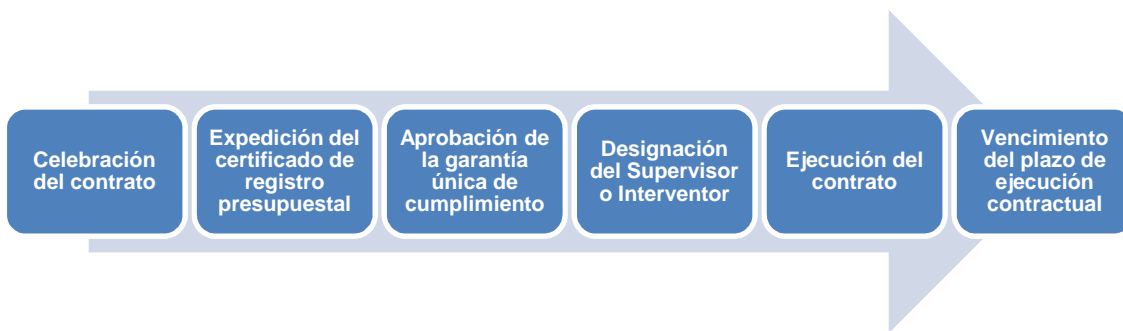 Celebración
del contrato
Expedición del
certificado de
registro
presupuestal
Aprobación de
la garantía
única de
cumplimiento
Designación
del Supervisor
o Interventor
Ejecución del
contrato
Vencimiento
del plazo de
ejecución
contractual